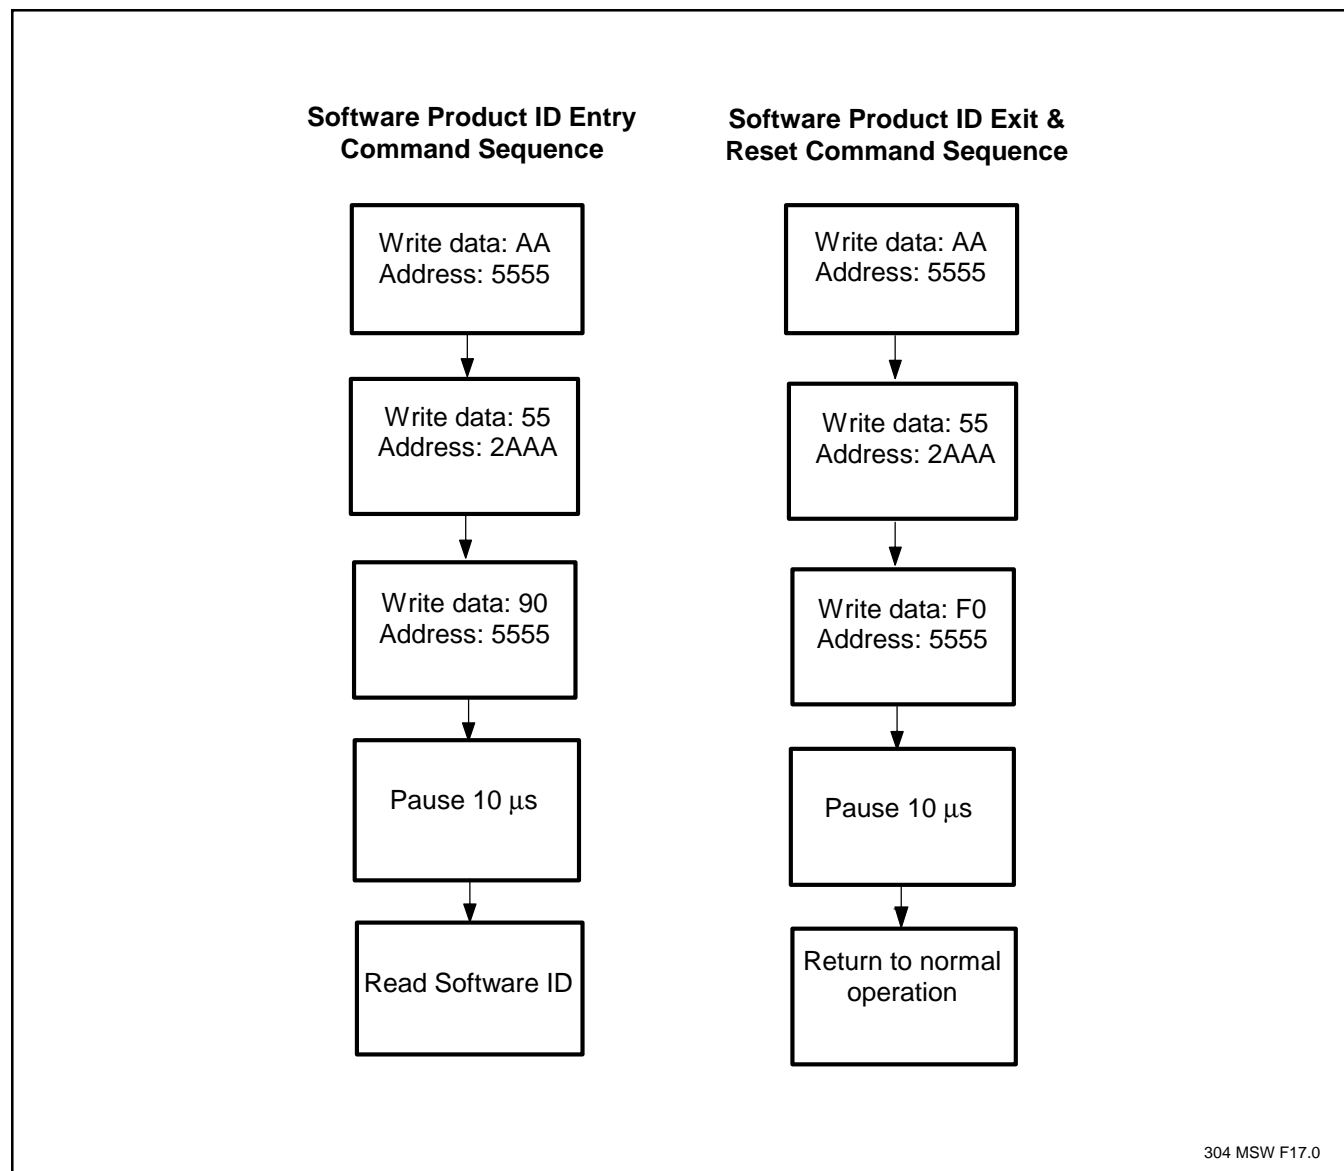 Software Product ID Entry
Command Sequence
Write data: AA
Address: 5555
Write data: 55
Address: 2AAA
Write data: 90
Address: 5555
Pause 10 μs
Read Software ID
Software Product ID Exit &
Reset Command Sequence
Write data: AA
Address: 5555
Write data: 55
Address: 2AAA
Write data: F0
Address: 5555
Pause 10 μs
Return to normal
operation
304 MSW F17.0